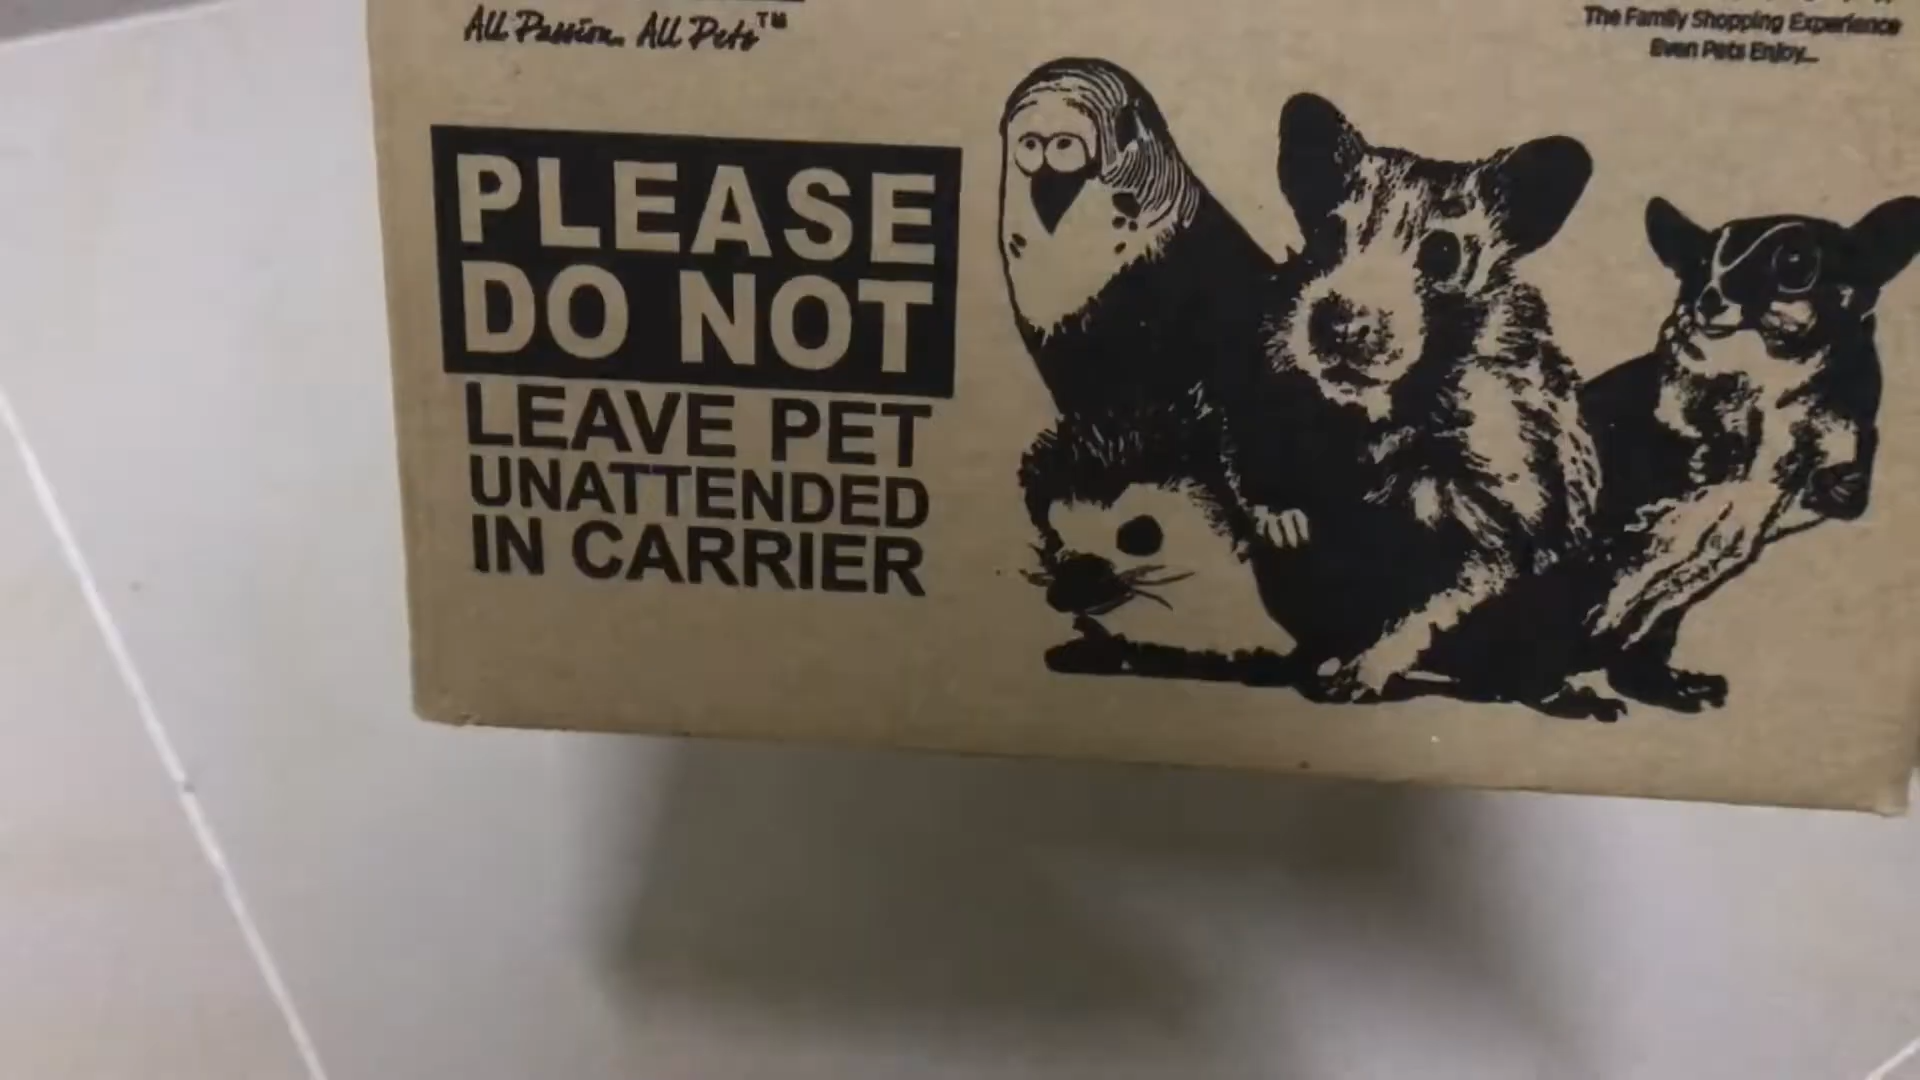 All Passion. All Pets™
The Family Shopping Experience
Even Pets Enjoy...
PLEASE
DO NOT
LEAVE PET
UNATTENDED
IN CARRIER